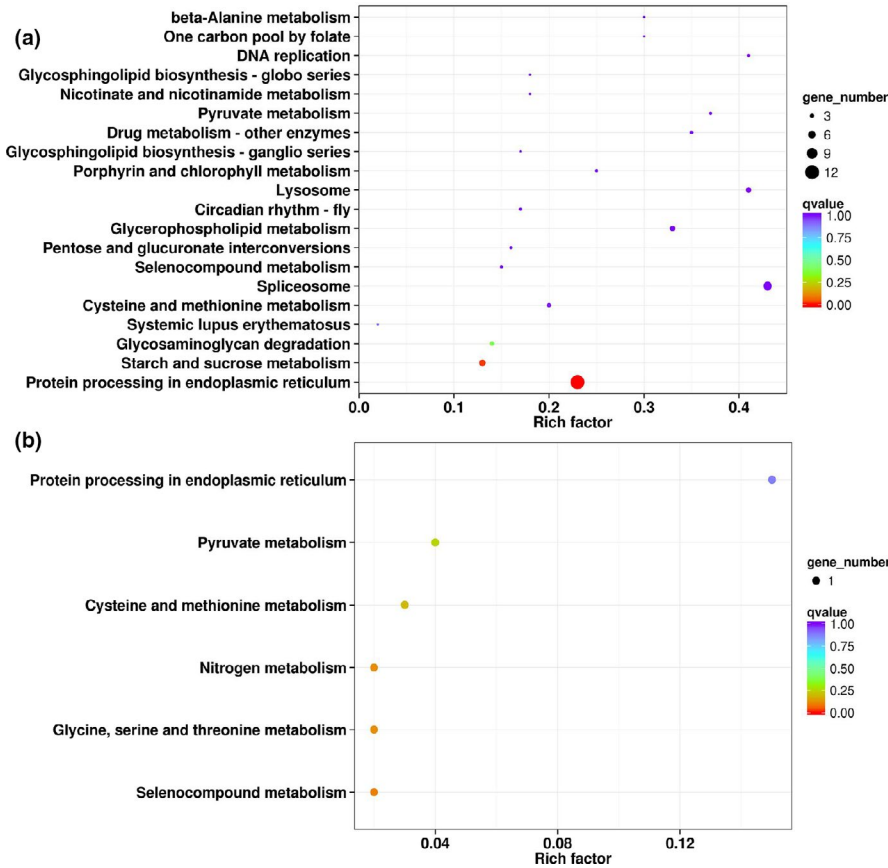 (a)
beta-Alanine metabolism
One carbon pool by folate
DNA replication
Glycosphingolipid biosynthesis - globo series
Nicotinate and nicotinamide metabolism
Pyruvate metabolism
Drug metabolism - other enzymes
Glycosphingolipid biosynthesis - ganglio series
Porphyrin and chlorophyll metabolism
Lysosome
Circadian rhythm - fly
Glycerophospholipid metabolism
Pentose and glucuronate interconversions
Selenocompound metabolism
Spliceosome
Cysteine and methionine metabolism
Systemic lupus erythematosus
Glycosaminoglycan degradation
Starch and sucrose metabolism
Protein processing in endoplasmic reticulum
0.0 0.1 0.2 0.3 0.4
Rich factor
gene_number
3
6
9
12
qvalue
1.00
0.75
0.50
0.25
0.00
(b)
Protein processing in endoplasmic reticulum
Pyruvate metabolism
Cysteine and methionine metabolism
Nitrogen metabolism
Glycine, serine and threonine metabolism
Selenocompound metabolism
0.04 0.08 0.12
Rich factor
gene_number
1
qvalue
1.00
0.75
0.50
0.25
0.00